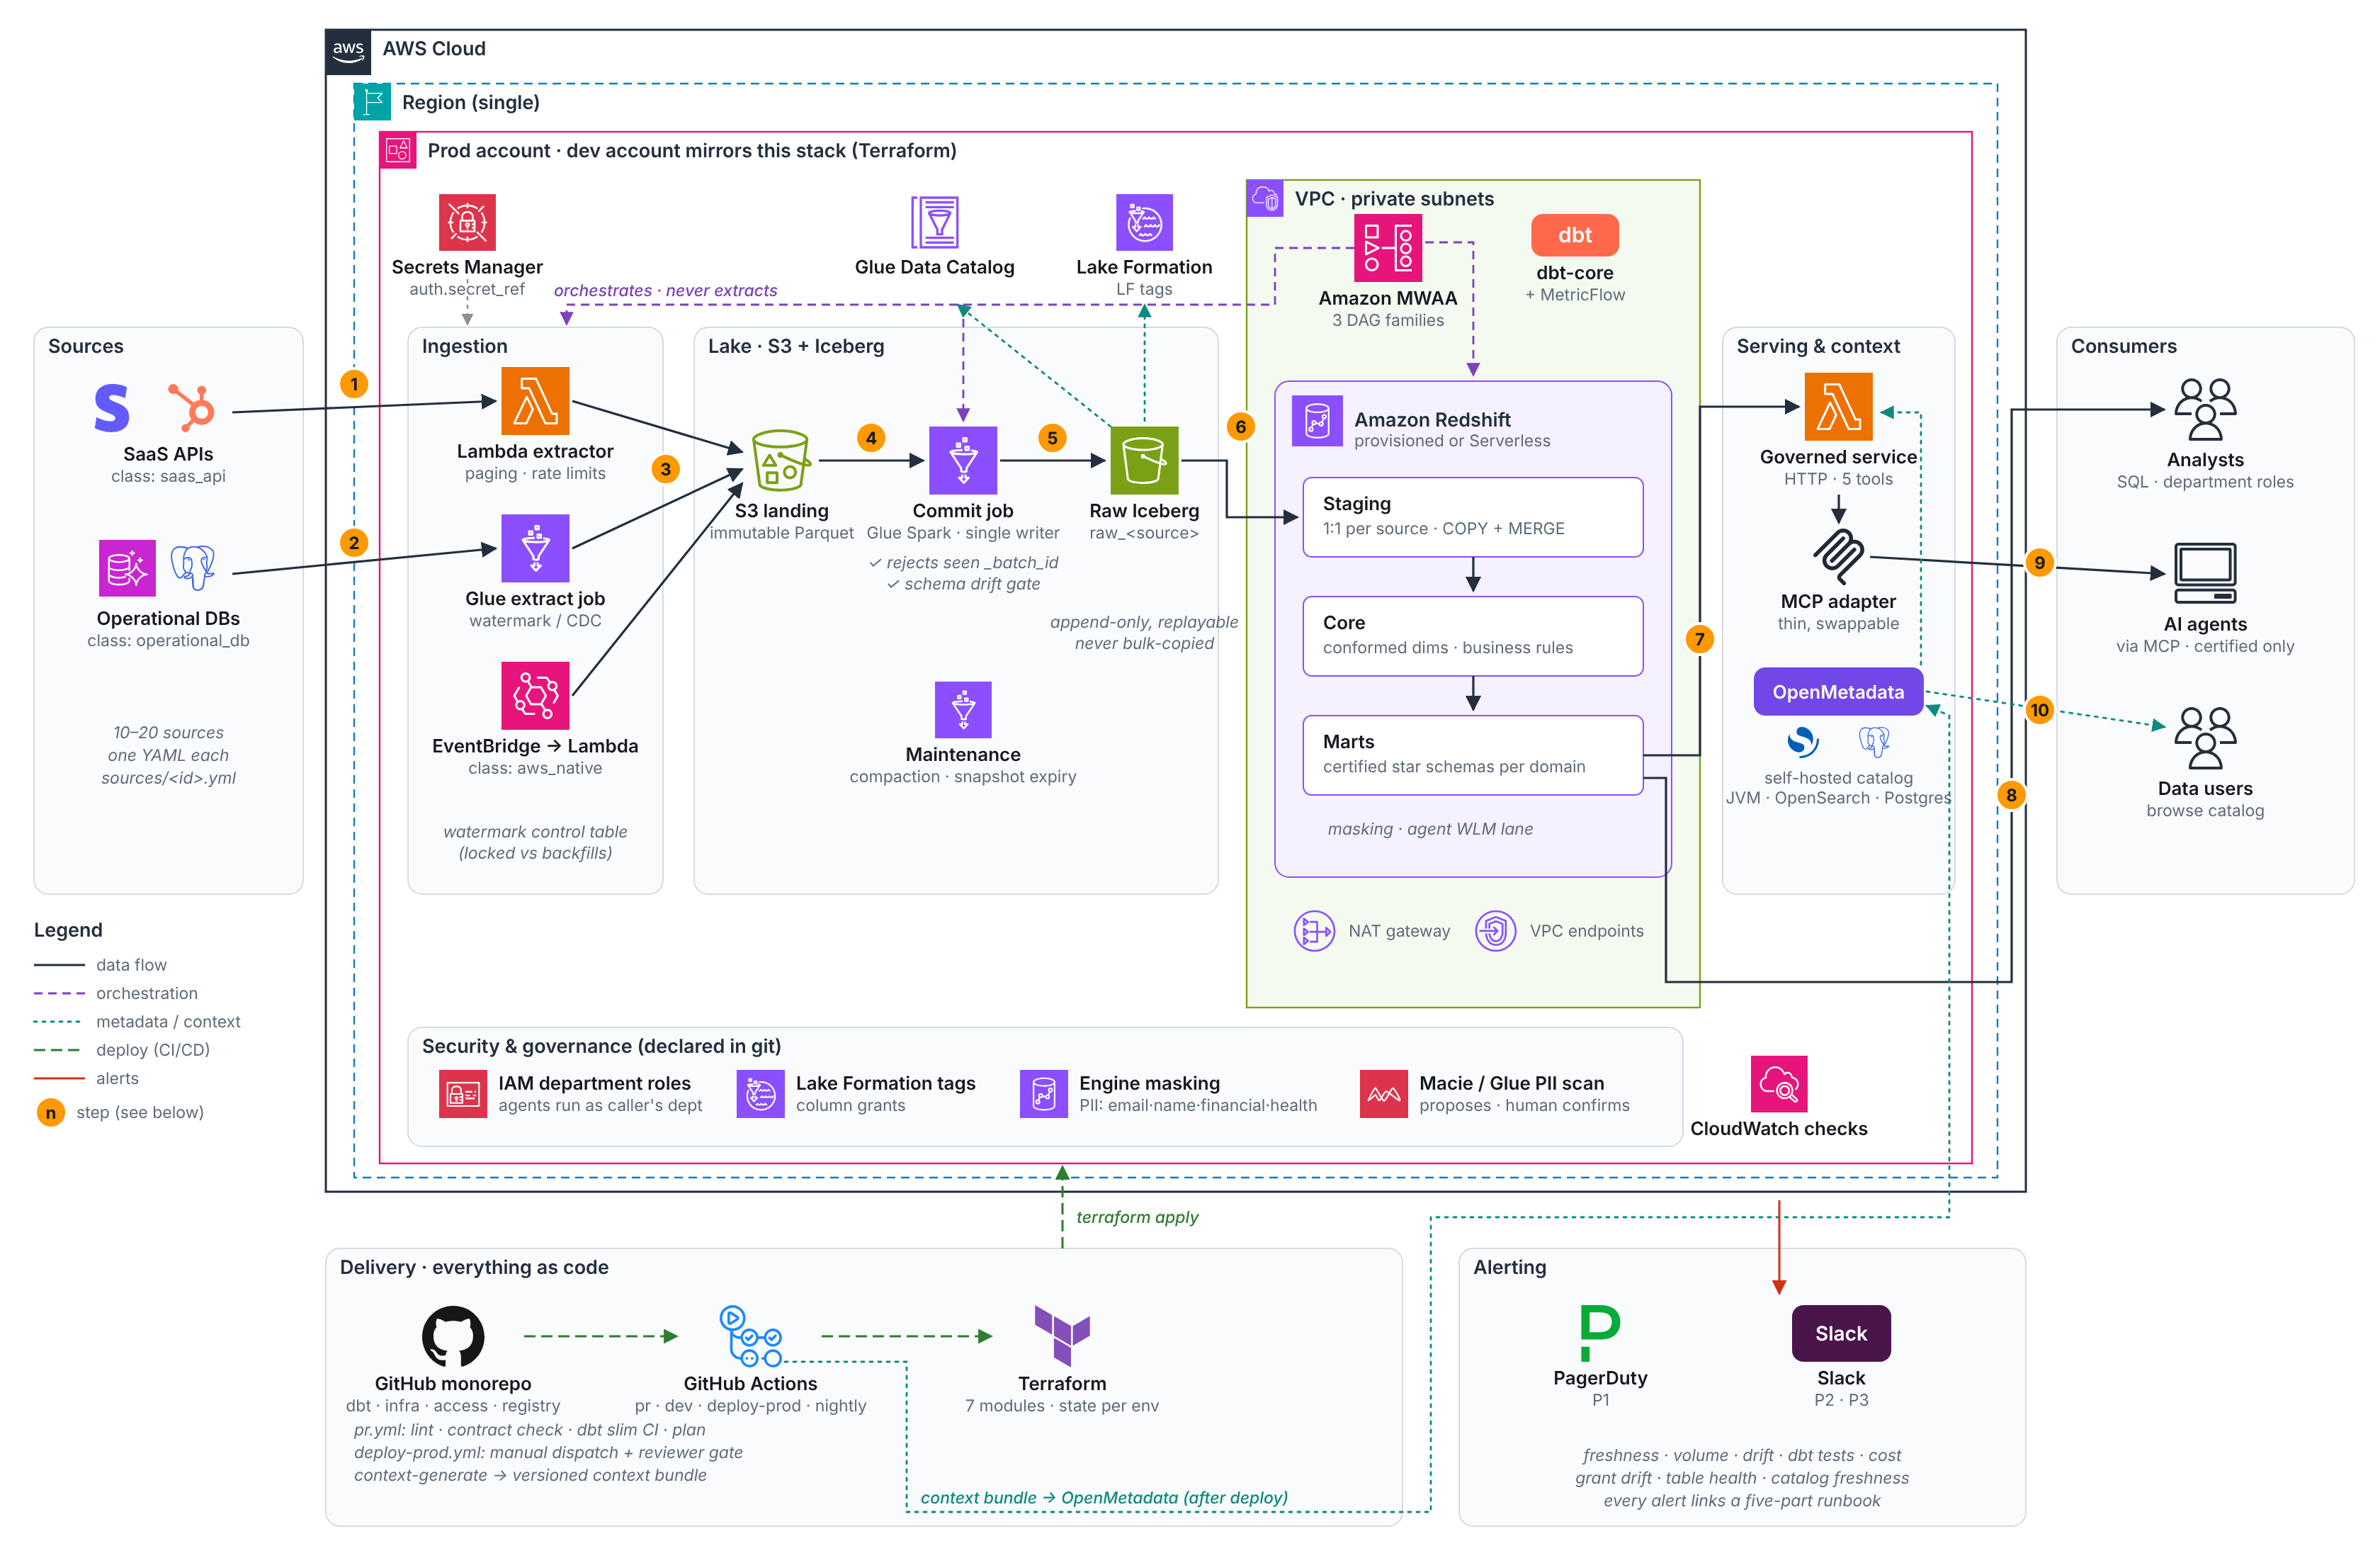 aws
AWS Cloud
Region (single)
Prod account · dev account mirrors this stack (Terraform)
Secrets Manager
auth.secret_ref
orchestrates · never extracts
Glue Data Catalog
Lake Formation
LF tags
VPC · private subnets
Amazon MWAA
3 DAG families
dbt
dbt-core
+ MetricFlow
Sources
SaaS APIs
class: saas_api
Operational DBs
class: operational_db
10–20 sources
one YAML each
sources/<id>.yml
1
2
Ingestion
Lambda extractor
paging · rate limits
Glue extract job
watermark / CDC
EventBridge → Lambda
class: aws_native
watermark control table
(locked vs backfills)
3
Lake · S3 + Iceberg
S3 landing
immutable Parquet
4
Commit job
Glue Spark · single writer
✓ rejects seen _batch_id
✓ schema drift gate
5
Raw Iceberg
raw_<source>
append-only, replayable
never bulk-copied
Maintenance
compaction · snapshot expiry
6
Amazon Redshift
provisioned or Serverless
Staging
1:1 per source · COPY + MERGE
Core
conformed dims · business rules
Marts
certified star schemas per domain
masking · agent WLM lane
NAT gateway
VPC endpoints
7
Serving & context
Governed service
HTTP · 5 tools
MCP adapter
thin, swappable
OpenMetadata
self-hosted catalog
JVM · OpenSearch · Postgres
8
9
10
Consumers
Analysts
SQL · department roles
AI agents
via MCP · certified only
Data users
browse catalog
Legend
data flow
orchestration
metadata / context
deploy (CI/CD)
alerts
n step (see below)
Security & governance (declared in git)
IAM department roles
agents run as caller's dept
Lake Formation tags
column grants
Engine masking
PII: email·name·financial·health
Macie / Glue PII scan
proposes · human confirms
CloudWatch checks
terraform apply
Delivery · everything as code
GitHub monorepo
dbt · infra · access · registry
GitHub Actions
pr · dev · deploy-prod · nightly
Terraform
7 modules · state per env
pr.yml: lint · contract check · dbt slim CI · plan
deploy-prod.yml: manual dispatch + reviewer gate
context-generate → versioned context bundle
context bundle → OpenMetadata (after deploy)
Alerting
PagerDuty
P1
Slack
Slack
P2 · P3
freshness · volume · drift · dbt tests · cost
grant drift · table health · catalog freshness
every alert links a five-part runbook